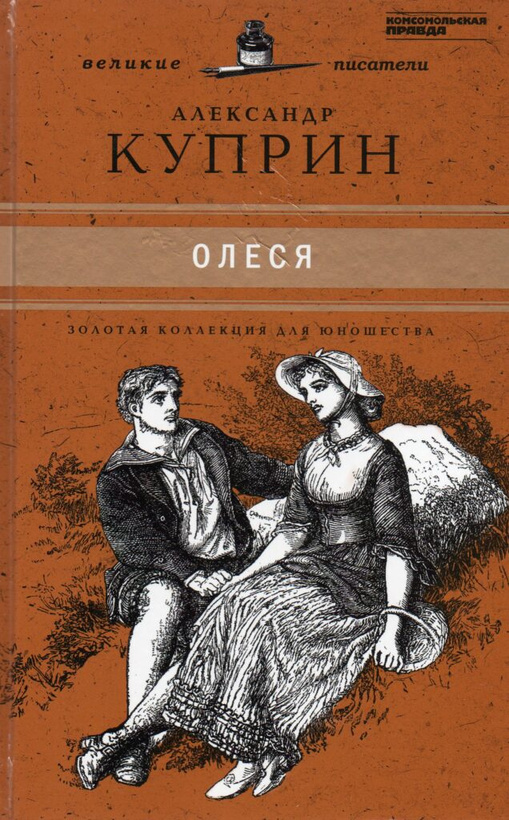 КОМСОМОЛЬСКАЯ
ПРАВДА
великие писатели
АЛЕКСАНДР
КУПРИН
ОЛЕСЯ
ЗОЛОТАЯ КОЛЛЕКЦИЯ ДЛЯ ЮНОШЕСТВА